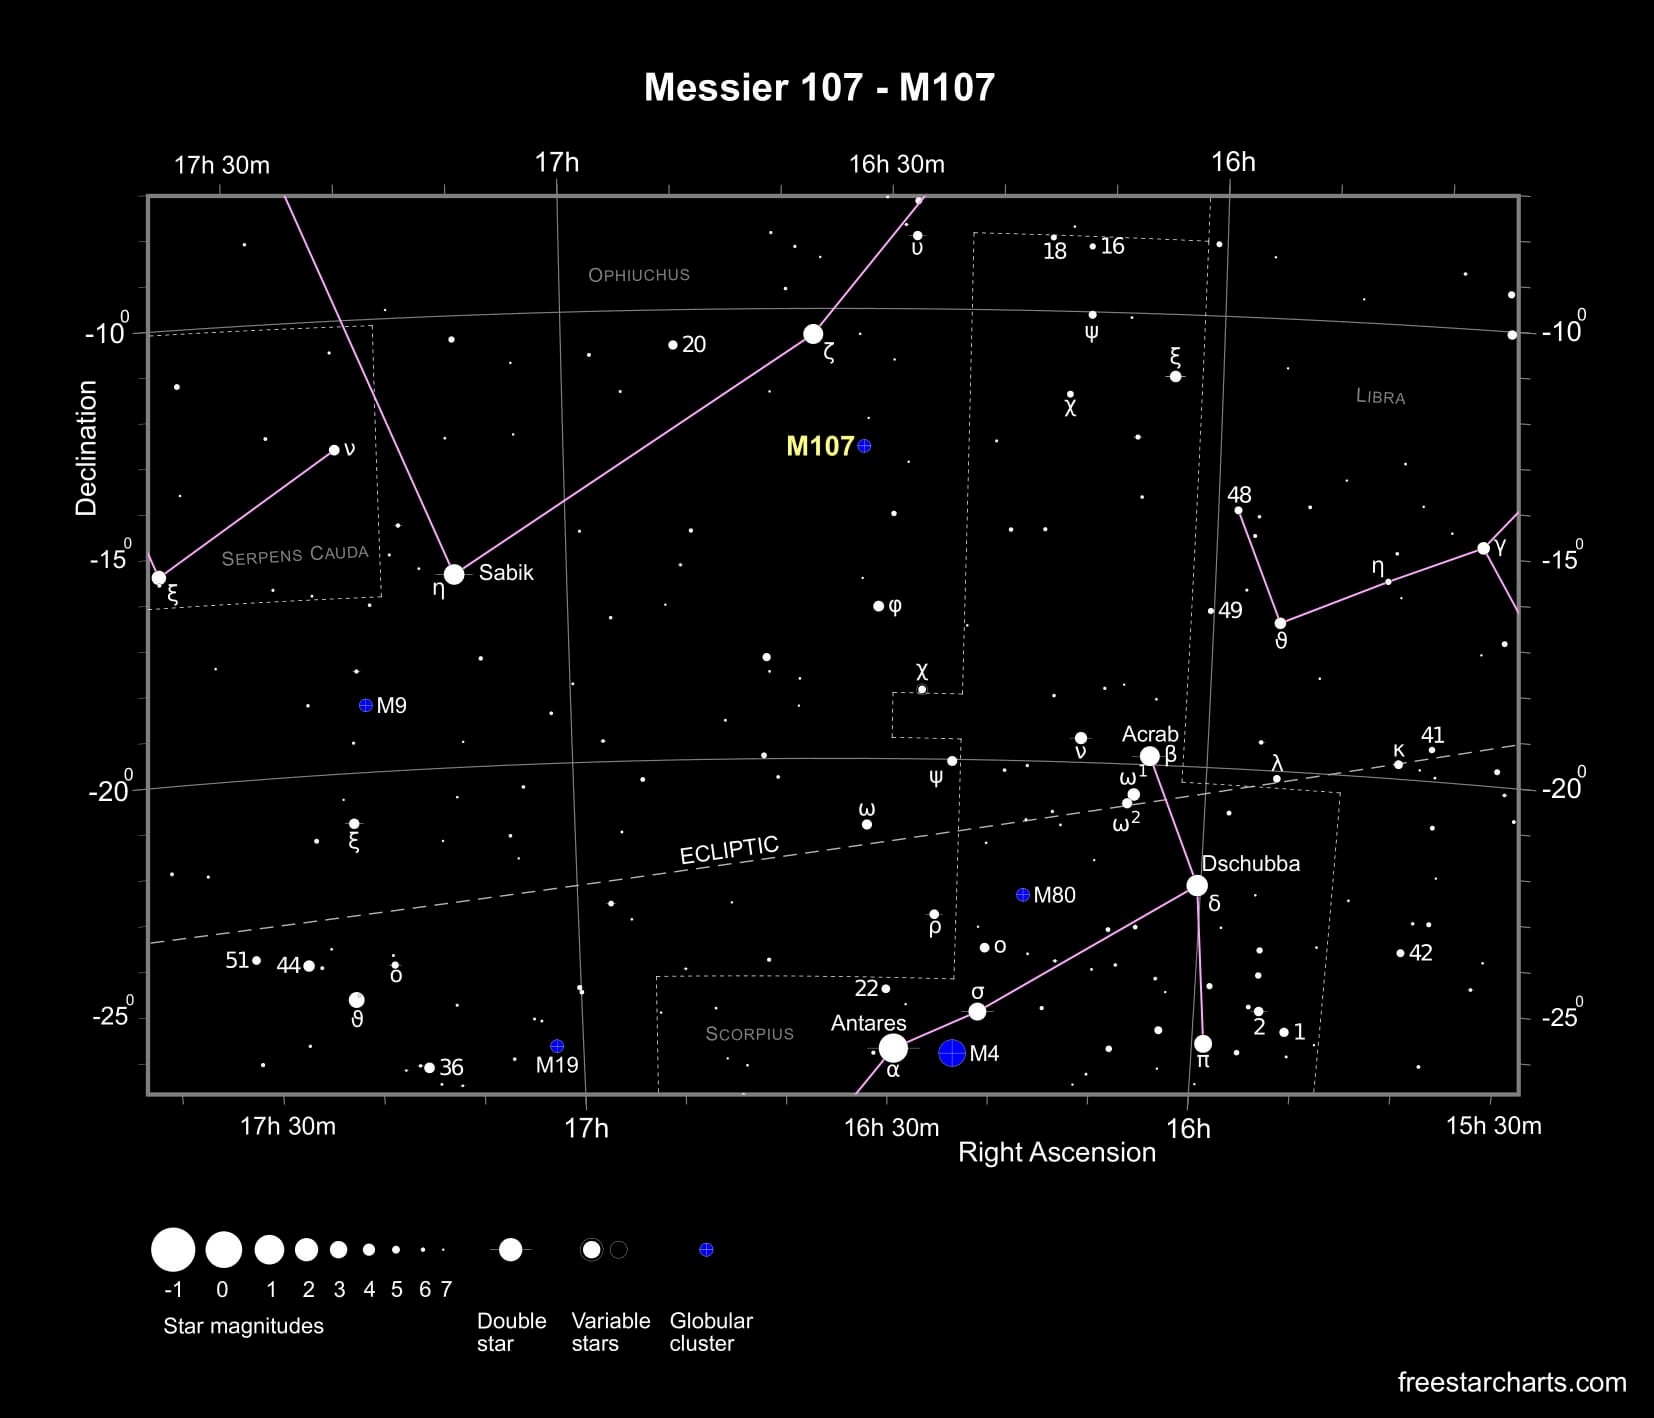 Messier 107 - M107
17h 30m 17h 16h 30m 16h
υ 18 16
OPHIUCHUS
-10⁰ ψ -10⁰
20 ζ ξ
χ LIBRA
Declination
M107
ν
48
SERPENS CAUDA γ
-15⁰ -15⁰
Sabik η
ξ η φ 49
ϑ
χ
M9
Acrab 41
ν β κ
ψ ω¹ λ
-20⁰ -20⁰
ω ω²
ξ
ECLIPTIC
Dschubba
M80 δ
ρ
ο 42
51 44 ο
22 σ
ϑ
-25⁰ -25⁰
Antares 2 1
SCORPIUS
M4
M19 α π
36
17h 30m 17h 16h 30m 16h 15h 30m
Right Ascension
-1 0 1 2 3 4 5 6 7
Star magnitudes
Double
star
Variable
stars
Globular
cluster
freestarcharts.com